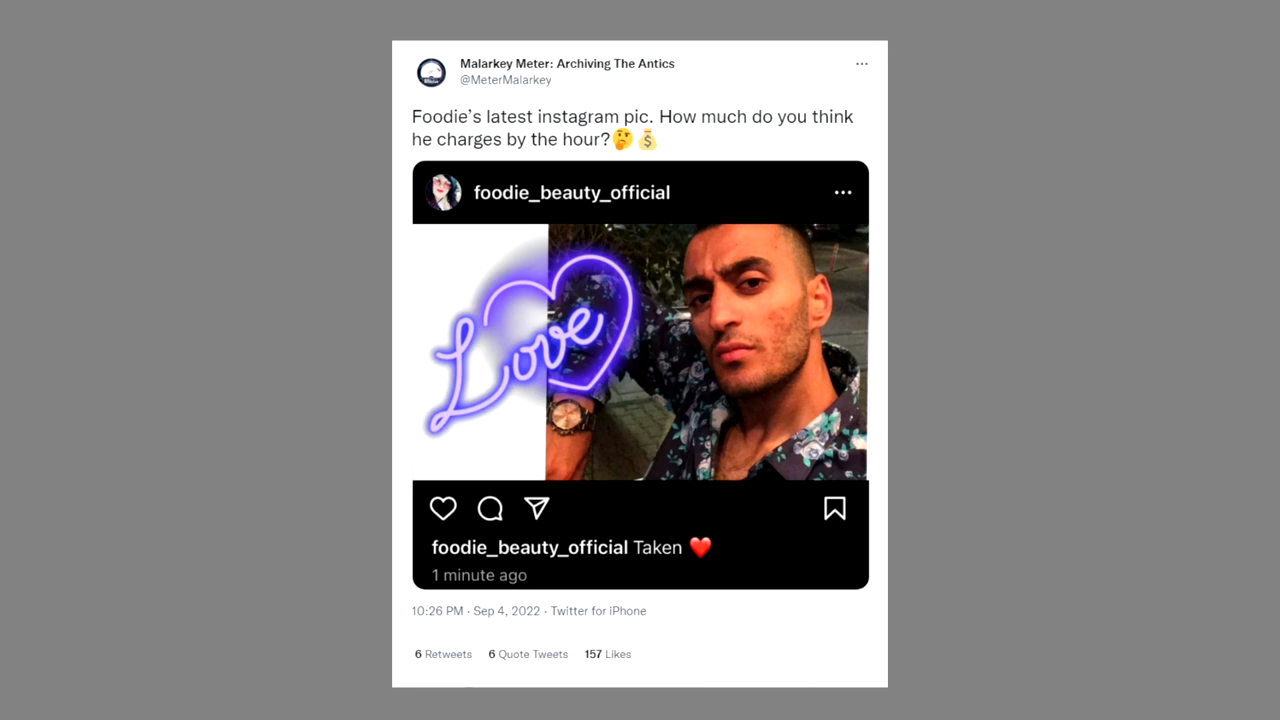 Malarkey Meter: Archiving The Antics
@MeterMalarkey
Foodie’s latest instagram pic. How much do you think
he charges by the hour?🤔💰
foodie_beauty_official
Love
foodie_beauty_official Taken ❤️
1 minute ago
10:26 PM · Sep 4, 2022 · Twitter for iPhone
6 Retweets 6 Quote Tweets 157 Likes